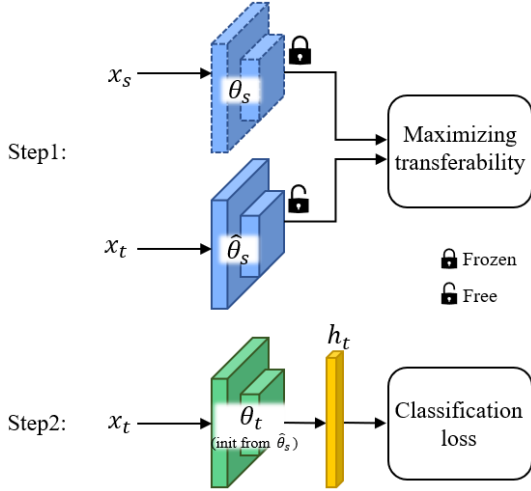 x_s
θ_s
Step1:
Maximizing
transferability
x_t
θ̂_s
Frozen
Free
h_t
Step2:
x_t
θ_t
(init from θ̂_s)
Classification
loss